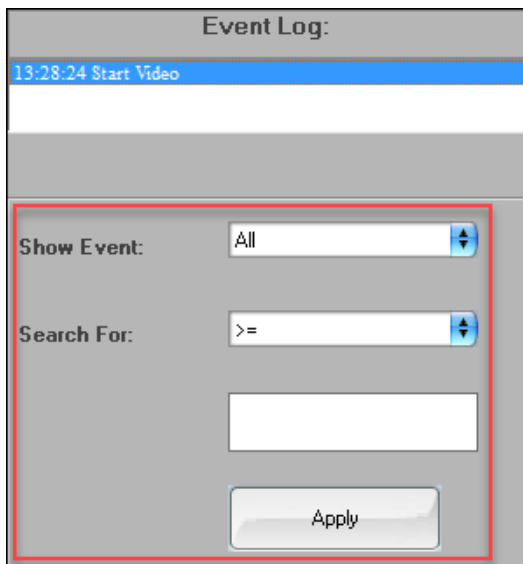 Event Log:
13:28:24 Start Video
Show Event: All
Search For: >=
Apply